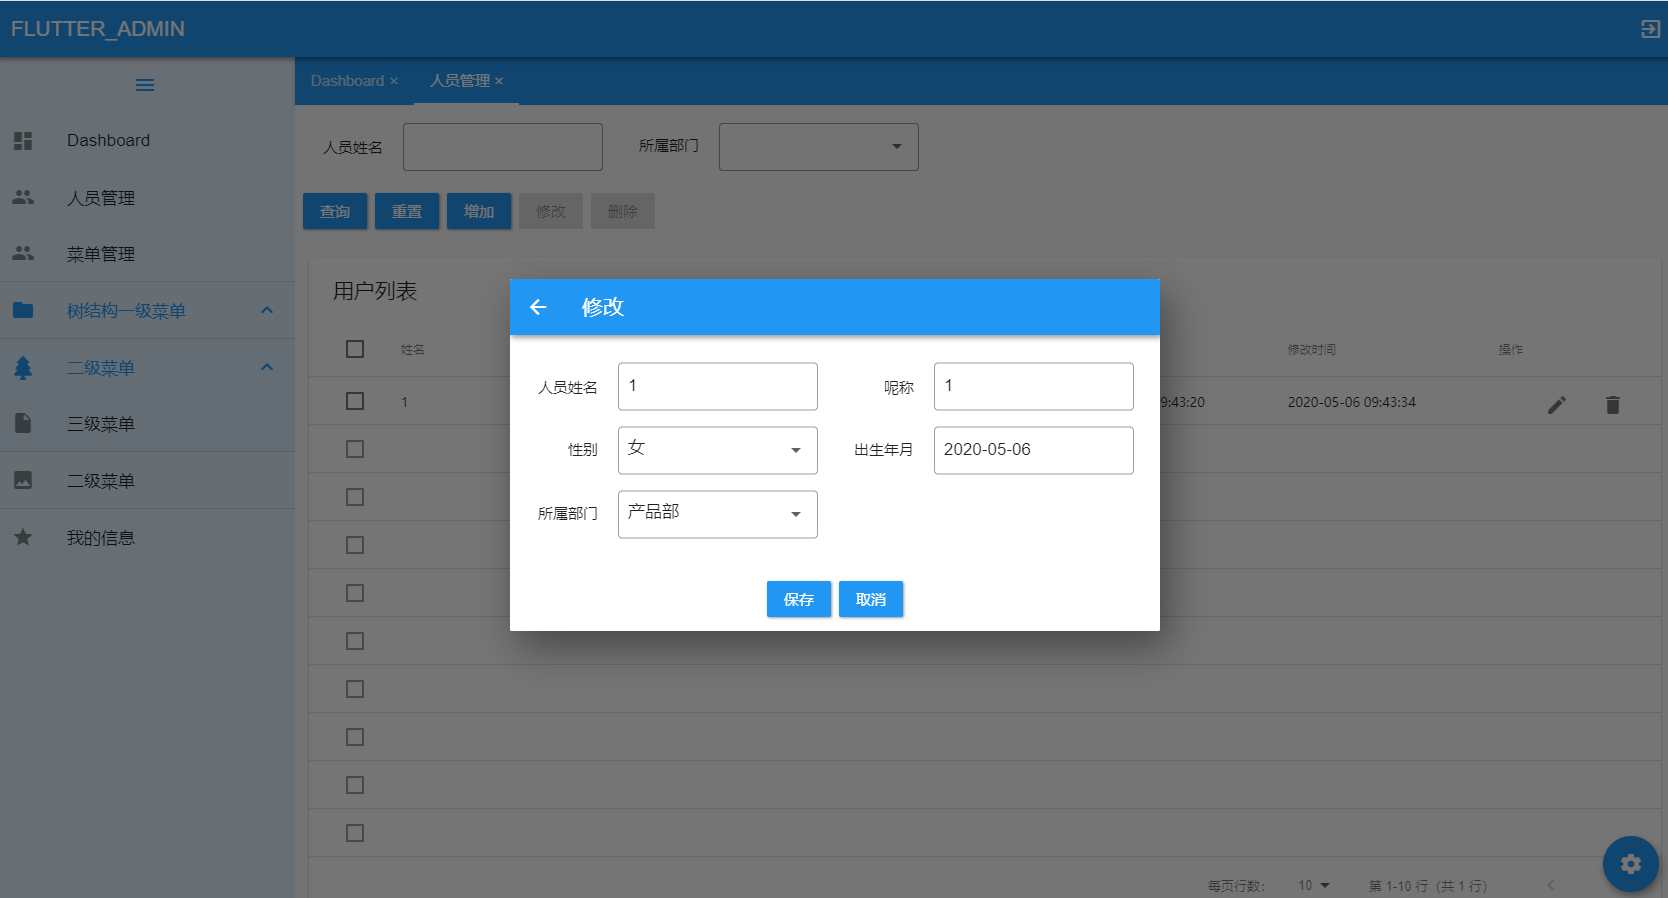 FLUTTER_ADMIN
Dashboard × 人员管理 ×
Dashboard
人员管理
菜单管理
树结构一级菜单
二级菜单
三级菜单
二级菜单
我的信息
人员姓名 所属部门
查询 重置 增加 修改 删除
用户列表
姓名 修改时间 操作
1 9:43:20 2020-05-06 09:43:34
修改
人员姓名 1 呢称 1
性别 女 出生年月 2020-05-06
所属部门 产品部
保存 取消
每页行数: 10 第 1-10 行 (共 1 行)